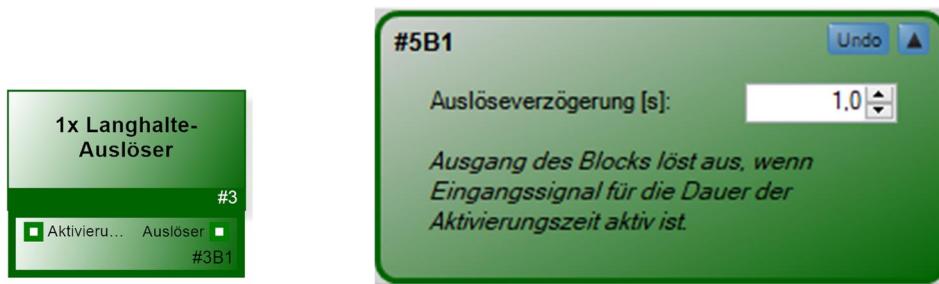 1x Langhalte-
Auslöser
#3
Aktivieru... Auslöser
#3B1
#5B1
Undo
Auslöseverzögerung [s]: 1,0
Ausgang des Blocks löst aus, wenn
Eingangssignal für die Dauer der
Aktivierungszeit aktiv ist.